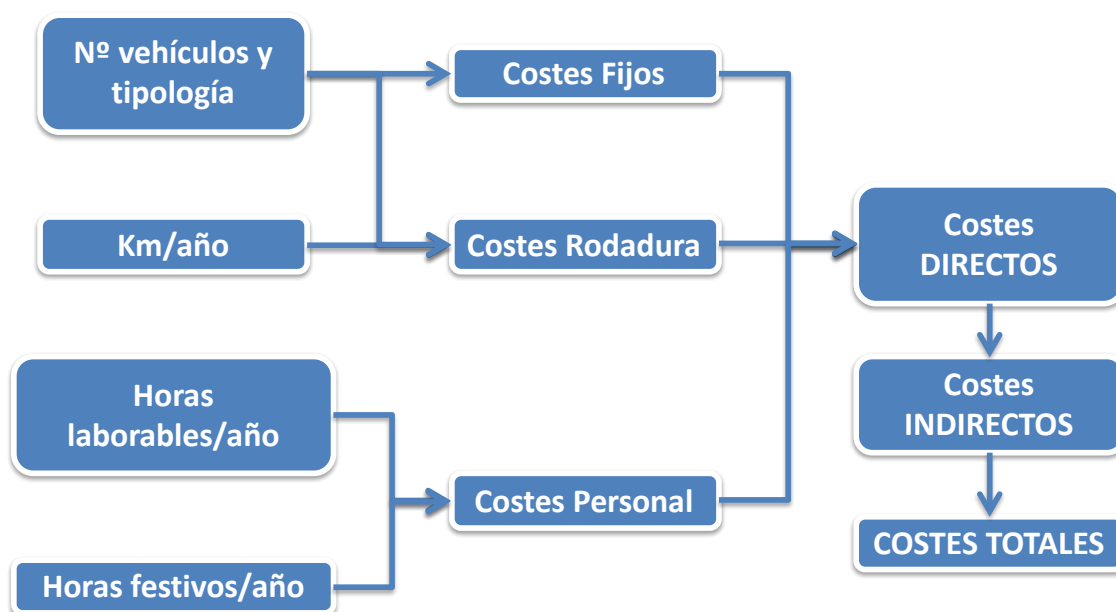 Nº vehículos y
tipología
Costes Fijos
Km/año
Costes Rodadura
Costes
DIRECTOS
Horas
laborables/año
Costes
INDIRECTOS
Costes Personal
COSTES TOTALES
Horas festivos/año